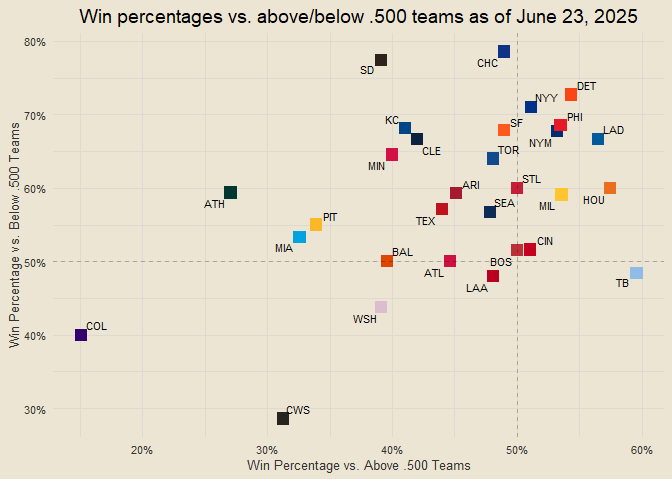 Win percentages vs. above/below .500 teams as of June 23, 2025
80%
70%
60%
50%
40%
30%
Win Percentage vs. Below .500 Teams
CHC
SD
DET
NYY
KC
SF
PHI
NYM
LAD
CLE
TOR
MIN
ATH
ARI
STL
HOU
MIL
SEA
TEX
PIT
MIA
BAL
ATL
BOS
CIN
LAA
TB
WSH
COL
CWS
20%
30%
40%
50%
60%
Win Percentage vs. Above .500 Teams